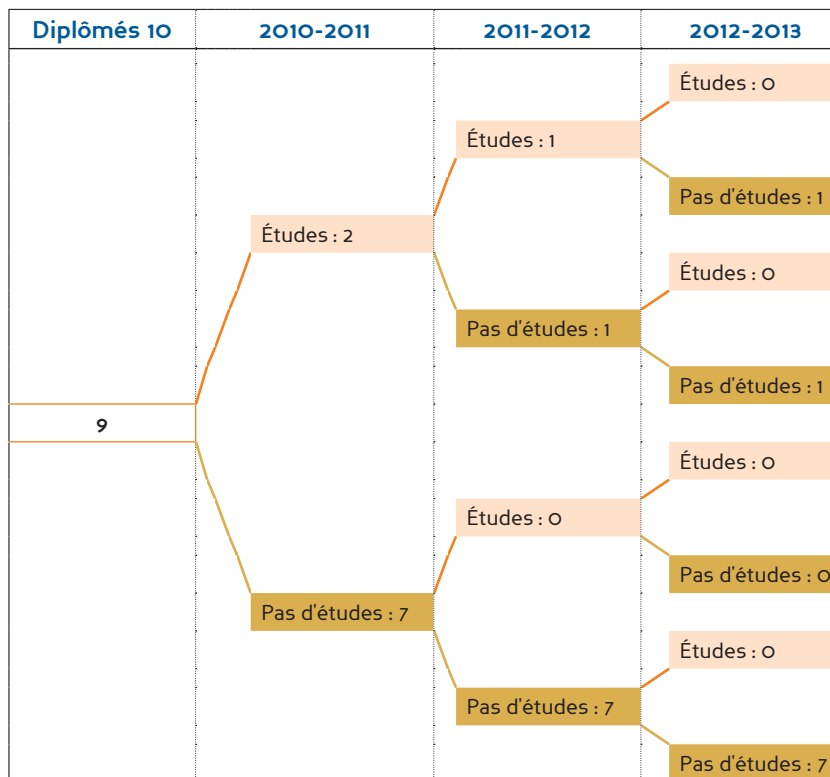 Diplômés 10 2010-2011 2011-2012 2012-2013
Études : 0
Études : 1
Pas d'études : 1
Études : 2
Études : 0
Pas d'études : 1
Pas d'études : 1
9
Études : 0
Études : 0
Pas d'études : 0
Pas d'études : 7
Études : 0
Pas d'études : 7
Pas d'études : 7